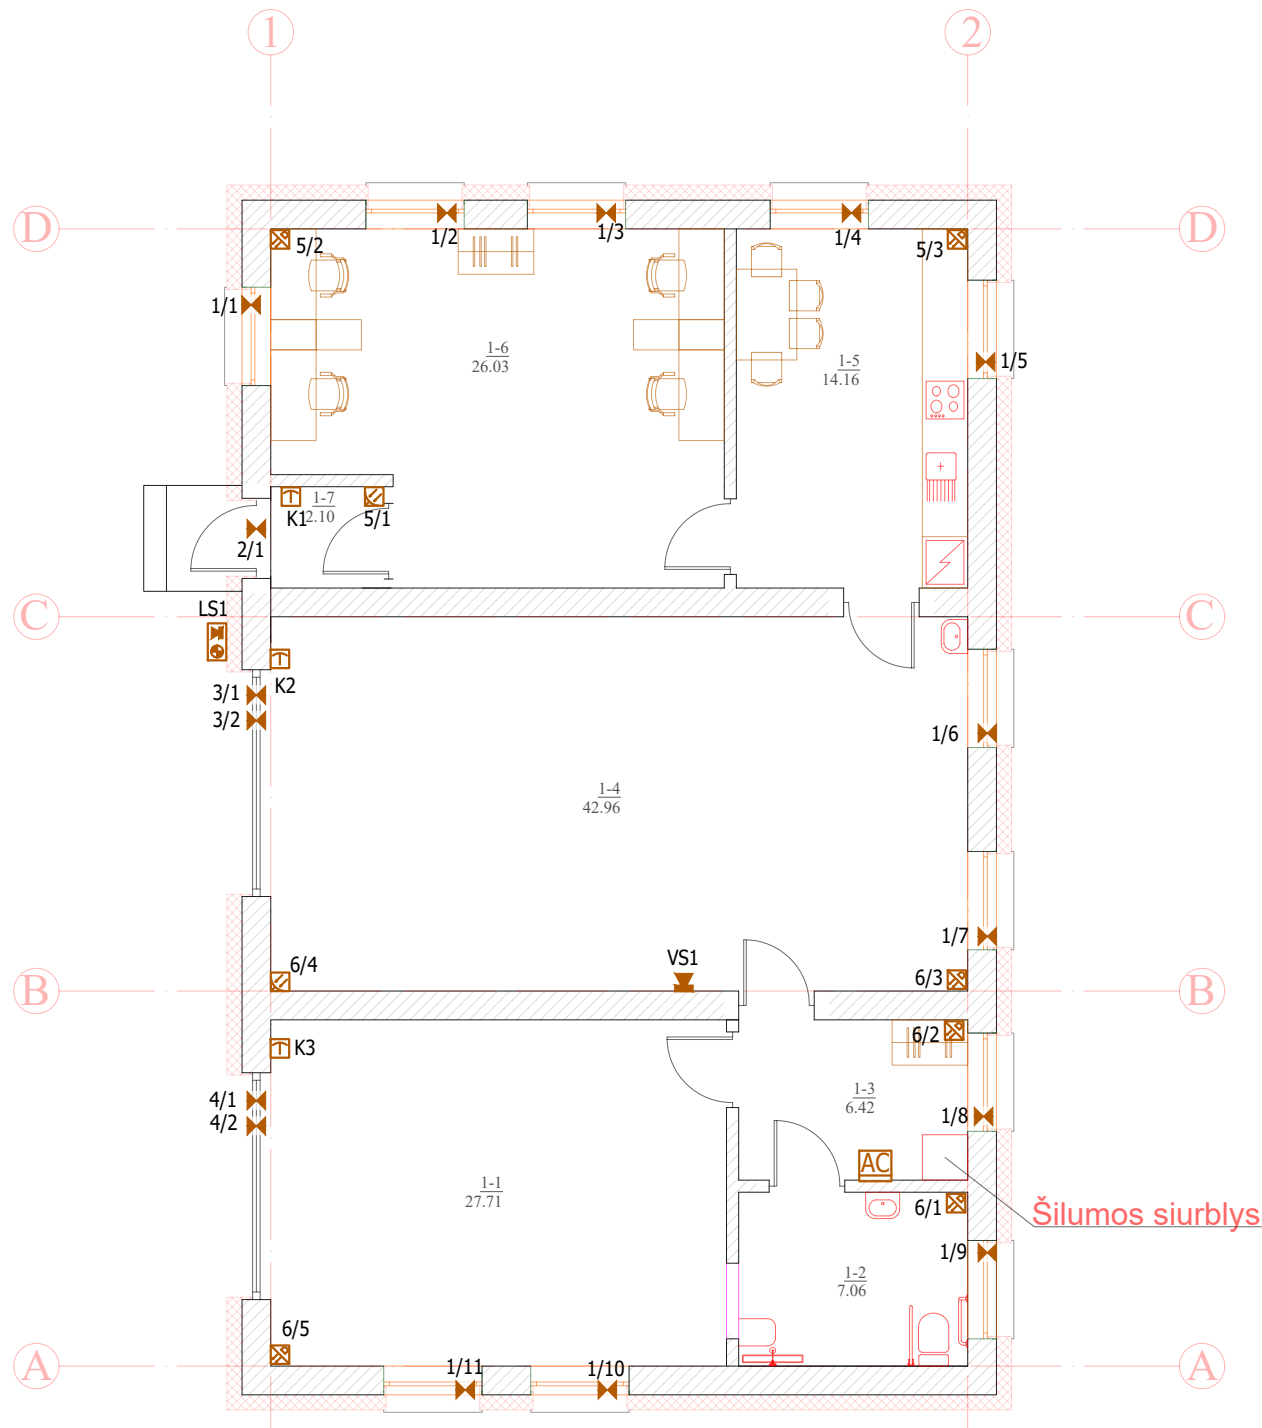 1 2
D D
1/2 1/3 1/4
5/2 5/3
1/1
1-6
26.03
1-5
14.16
1/5
1-7
2.10
K1 5/1
2/1
C C
LS1
K2
3/1
3/2
1/6
1-4
42.96
1/7
6/4 VS1 6/3
B B
6/2
K3
4/1
4/2
1-3
6.42
1/8
AC
1-1
27.71
6/1
Šilumos siurblys
1/9
1-2
7.06
6/5
A A
1/11 1/10